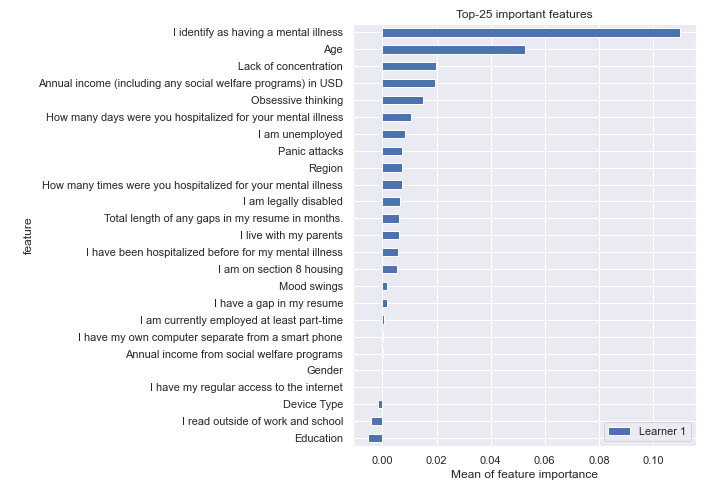 Top-25 important features
I identify as having a mental illness
Age
Lack of concentration
Annual income (including any social welfare programs) in USD
Obsessive thinking
How many days were you hospitalized for your mental illness
I am unemployed
Panic attacks
Region
How many times were you hospitalized for your mental illness
I am legally disabled
Total length of any gaps in my resume in months.
I live with my parents
I have been hospitalized before for my mental illness
I am on section 8 housing
Mood swings
I have a gap in my resume
I am currently employed at least part-time
I have my own computer separate from a smart phone
Annual income from social welfare programs
Gender
I have my regular access to the internet
Device Type
I read outside of work and school
Education
feature
Learner 1
0.00 0.02 0.04 0.06 0.08 0.10
Mean of feature importance